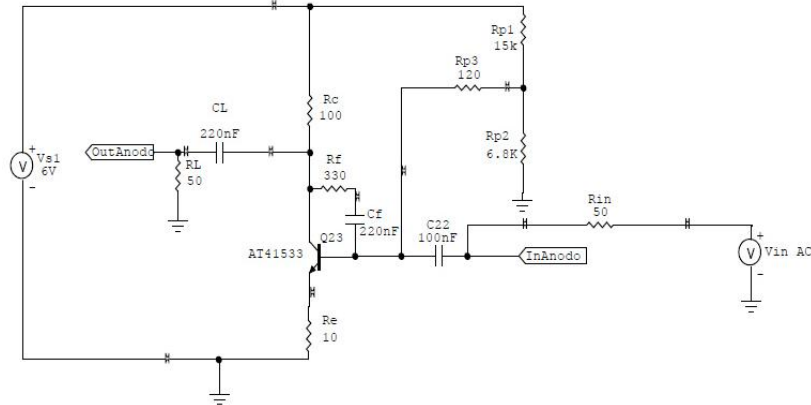 Rp1
15k
Rp3
120
Rc
100
CL
220nF
OutAnodo
RL
50
Vs1
6V
Rp2
6.8K
Rf
330
Cf
220nF
Q23
AT41533
C22
100nF
Rin
50
InAnodo
V
V
Vin AC
Re
10
+
-
+
-